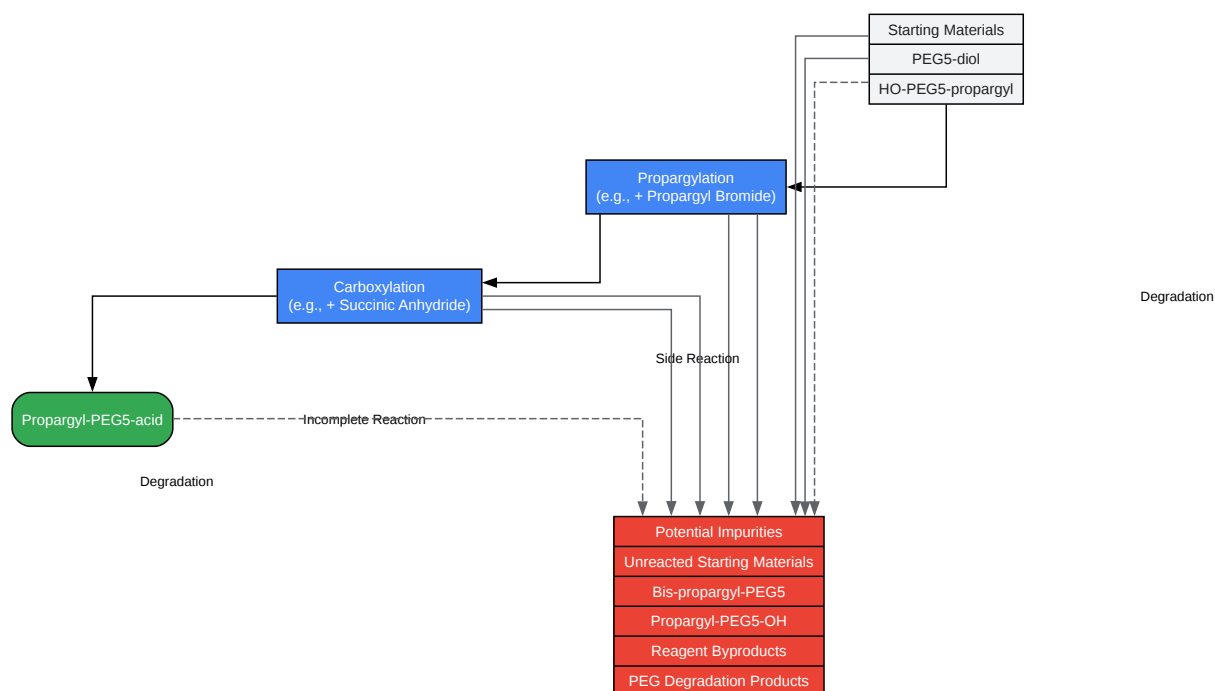 Starting Materials
PEG5-diol
HO-PEG5-propargyl
Propargylation
(e.g., + Propargyl Bromide)
Carboxylation
(e.g., + Succinic Anhydride)
Degradation
Side Reaction
Propargyl-PEG5-acid
Incomplete Reaction
Degradation
Potential Impurities
Unreacted Starting Materials
Bis-propargyl-PEG5
Propargyl-PEG5-OH
Reagent Byproducts
PEG Degradation Products